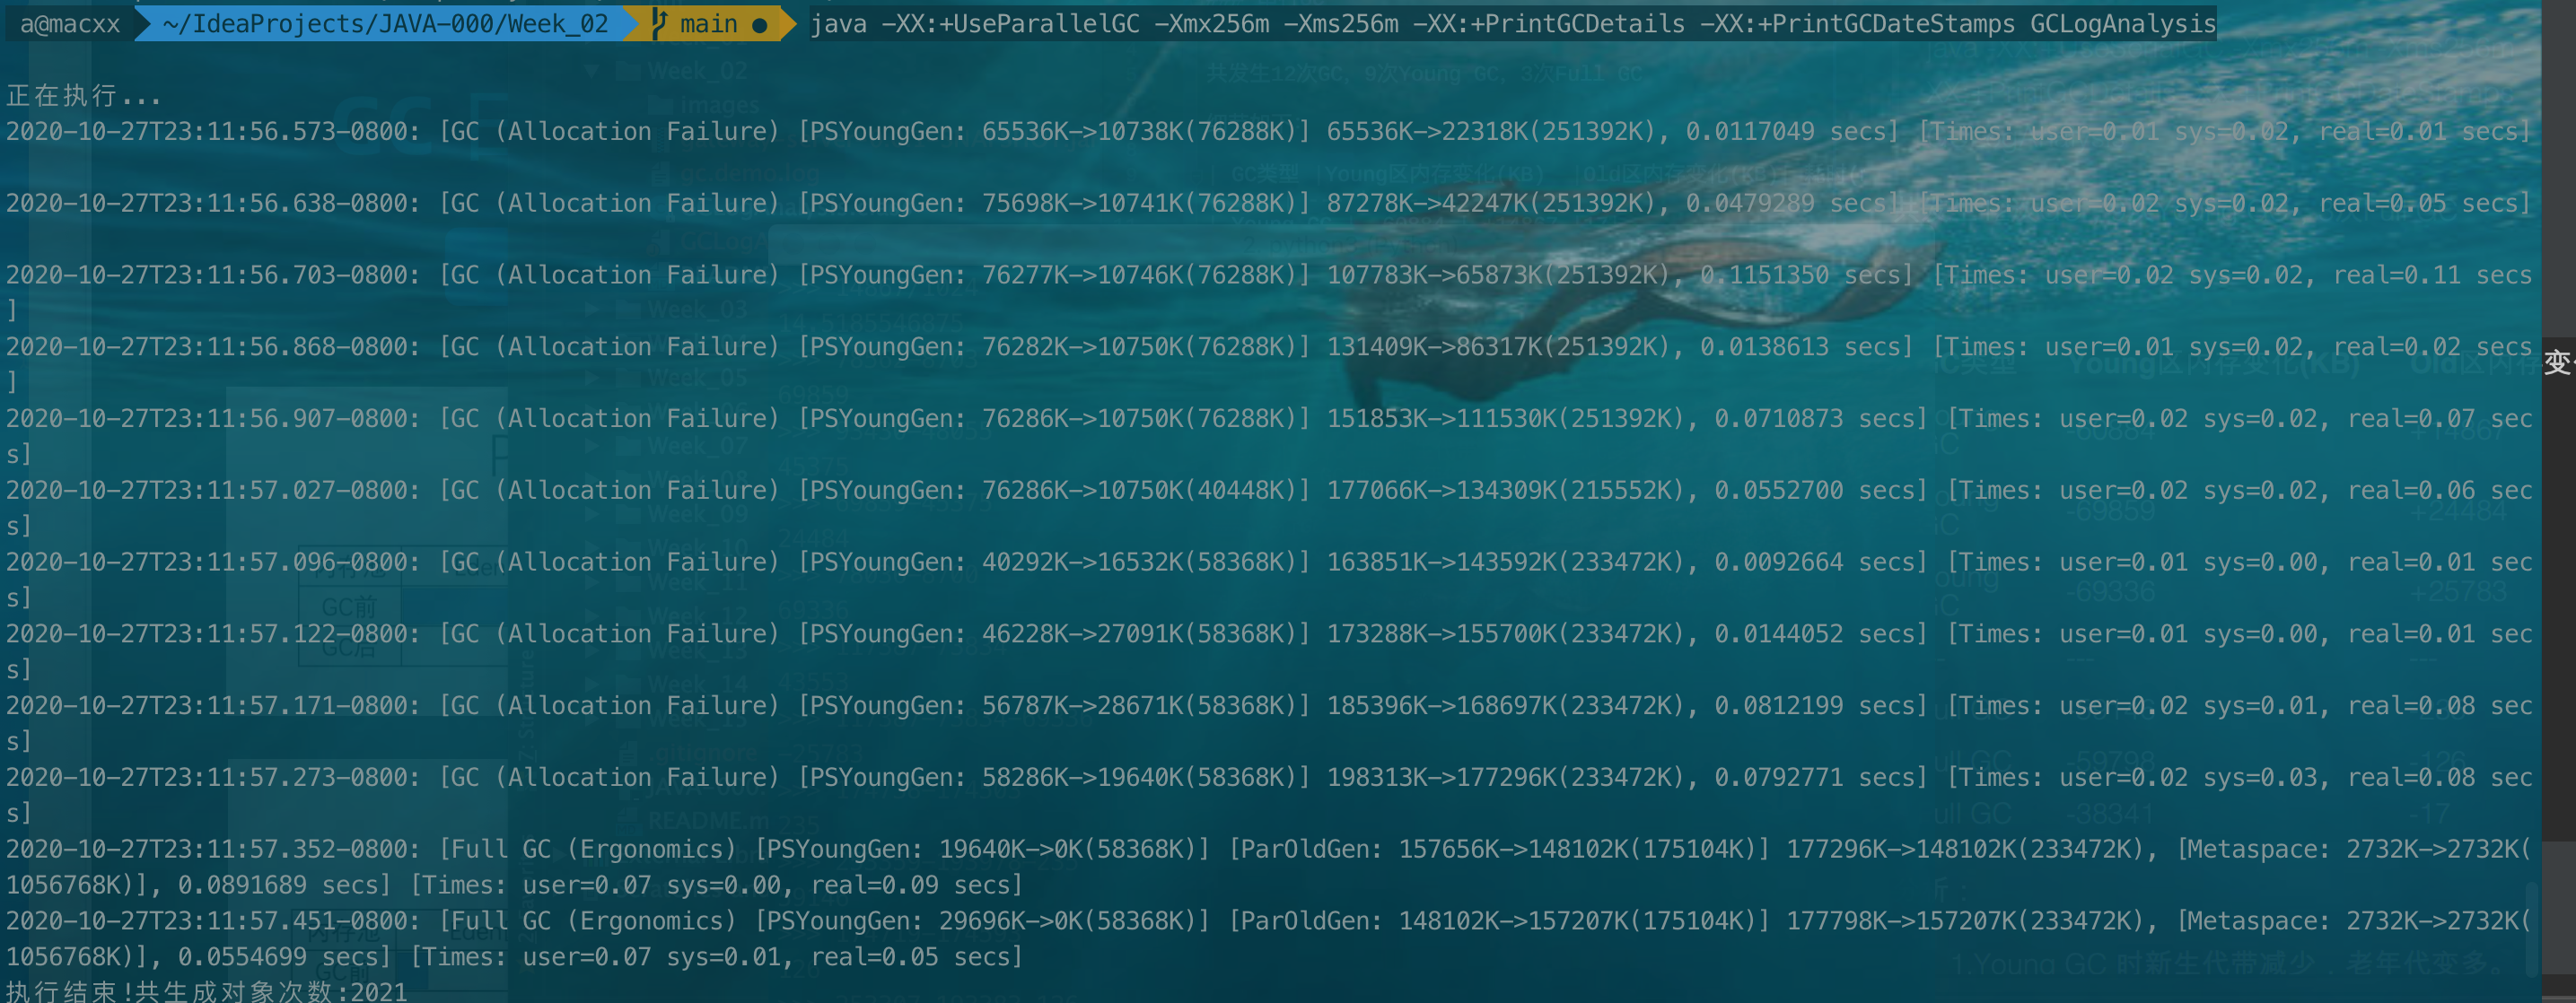 a@macxx ~/IdeaProjects/JAVA-000/Week_02 main ● java -XX:+UseParallelGC -Xmx256m -Xms256m -XX:+PrintGCDetails -XX:+PrintGCDateStamps GCLogAnalysis
正在执行...
2020-10-27T23:11:56.573-0800: [GC (Allocation Failure) [PSYoungGen: 65536K->10738K(76288K)] 65536K->22318K(251392K), 0.0117049 secs] [Times: user=0.01 sys=0.02, real=0.01 secs]
2020-10-27T23:11:56.638-0800: [GC (Allocation Failure) [PSYoungGen: 75698K->10741K(76288K)] 87278K->42247K(251392K), 0.0479289 secs] [Times: user=0.02 sys=0.02, real=0.05 secs]
2020-10-27T23:11:56.703-0800: [GC (Allocation Failure) [PSYoungGen: 76277K->10746K(76288K)] 107783K->65873K(251392K), 0.1151350 secs] [Times: user=0.02 sys=0.02, real=0.11 secs
]
2020-10-27T23:11:56.868-0800: [GC (Allocation Failure) [PSYoungGen: 76282K->10750K(76288K)] 131409K->86317K(251392K), 0.0138613 secs] [Times: user=0.01 sys=0.02, real=0.02 secs
]
2020-10-27T23:11:56.907-0800: [GC (Allocation Failure) [PSYoungGen: 76286K->10750K(76288K)] 151853K->111530K(251392K), 0.0710873 secs] [Times: user=0.02 sys=0.02, real=0.07 sec
s]
2020-10-27T23:11:57.027-0800: [GC (Allocation Failure) [PSYoungGen: 76286K->10750K(40448K)] 177066K->134309K(215552K), 0.0552700 secs] [Times: user=0.02 sys=0.02, real=0.06 sec
s]
2020-10-27T23:11:57.096-0800: [GC (Allocation Failure) [PSYoungGen: 40292K->16532K(58368K)] 163851K->143592K(233472K), 0.0092664 secs] [Times: user=0.01 sys=0.00, real=0.01 sec
s]
2020-10-27T23:11:57.122-0800: [GC (Allocation Failure) [PSYoungGen: 46228K->27091K(58368K)] 173288K->155700K(233472K), 0.0144052 secs] [Times: user=0.01 sys=0.00, real=0.01 sec
s]
2020-10-27T23:11:57.171-0800: [GC (Allocation Failure) [PSYoungGen: 56787K->28671K(58368K)] 185396K->168697K(233472K), 0.0812199 secs] [Times: user=0.02 sys=0.01, real=0.08 sec
s]
2020-10-27T23:11:57.273-0800: [GC (Allocation Failure) [PSYoungGen: 58286K->19640K(58368K)] 198313K->177296K(233472K), 0.0792771 secs] [Times: user=0.02 sys=0.03, real=0.08 sec
s]
2020-10-27T23:11:57.352-0800: [Full GC (Ergonomics) [PSYoungGen: 19640K->0K(58368K)] [ParOldGen: 157656K->148102K(175104K)] 177296K->148102K(233472K), [Metaspace: 2732K->2732K(
1056768K)], 0.0891689 secs] [Times: user=0.07 sys=0.00, real=0.09 secs]
2020-10-27T23:11:57.451-0800: [Full GC (Ergonomics) [PSYoungGen: 29696K->0K(58368K)] [ParOldGen: 148102K->157207K(175104K)] 177798K->157207K(233472K), [Metaspace: 2732K->2732K(
1056768K)], 0.0554699 secs] [Times: user=0.07 sys=0.01, real=0.05 secs]
执行结束!共生成对象次数:2021
变